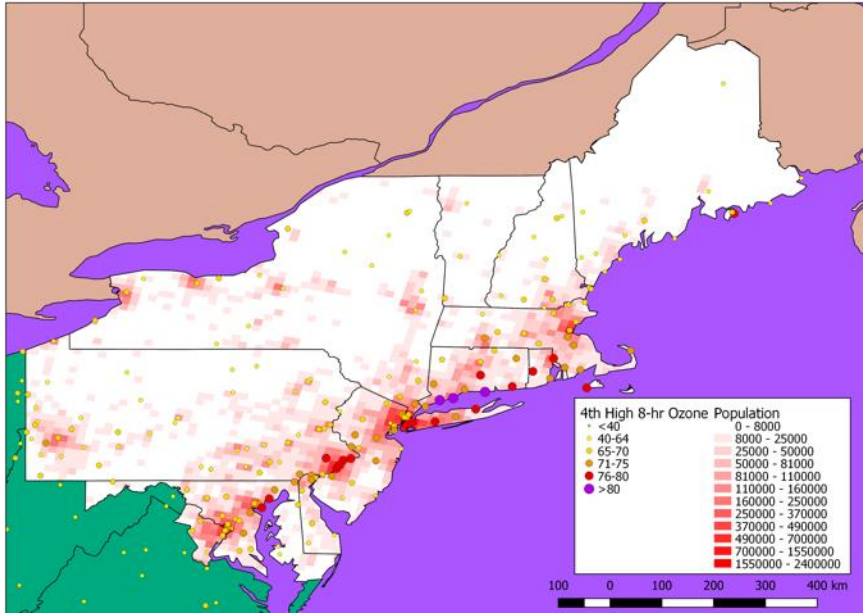 4th High 8-hr Ozone
<40
40-64
65-70
71-75
76-80
>80
Population
0 - 8000
8000 - 25000
25000 - 50000
50000 - 81000
81000 - 110000
110000 - 160000
160000 - 250000
250000 - 370000
370000 - 490000
490000 - 700000
700000 - 1550000
1550000 - 2400000
100 0 100 200 300 400 km